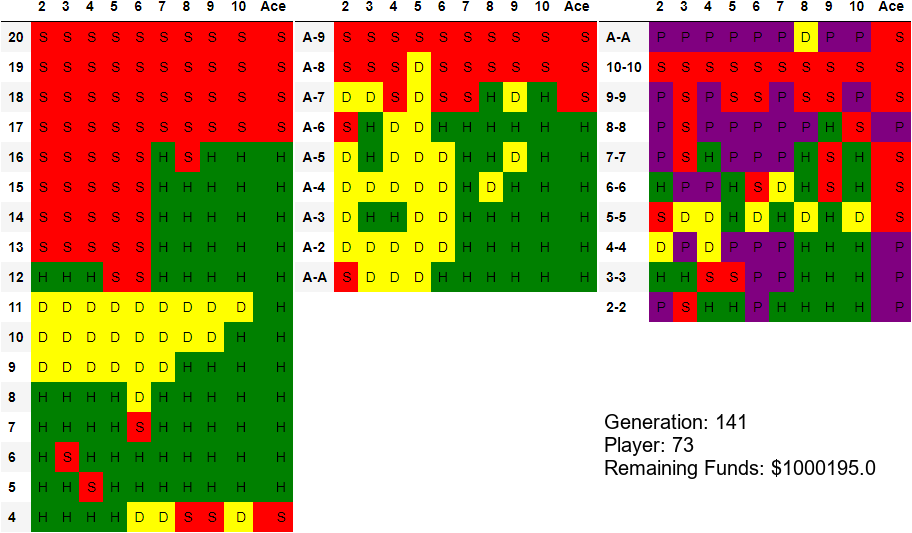 2 3 4 5 6 7 8 9 10 Ace
20 S S S S S S S S S S
19 S S S S S S S S S S
18 S S S S S S S S S S
17 S S S S S S S S S S
16 S S S S S H S H H H
15 S S S S S H H H H H
14 S S S S S H H H H H
13 S S S S S H H H H H
12 H H H S S H H H H H
11 D D D D D D D D D H
10 D D D D D D D D H H
9 D D D D D D H H H H
8 H H H H D H H H H H
7 H H H H S H H H H H
6 H S H H H H H H H H
5 H H S H H H H H H H
4 H H H H D D S S D S
2 3 4 5 6 7 8 9 10 Ace
A-9 S S S S S S S S S S
A-8 S S S D S S S S S S
A-7 D D S D S S H D H S
A-6 S H D D H H H H H H
A-5 D H D D D H H D H H
A-4 D D D D D H D H H H
A-3 D H H D D H H H H H
A-2 D D D D D H H H H H
A-A S D D D H H H H H H
2 3 4 5 6 7 8 9 10 Ace
A-A P P P P P P D P P S
10-10 S S S S S S S S S S
9-9 P S P S S P S S P S
8-8 P S P P P P P H S P
7-7 P S H P P P H S H S
6-6 H P P H S D H S H S
5-5 S D D H D H D H D S
4-4 D P D P P P H H H P
3-3 H H S S P P H H H P
2-2 P S H H P H H H H P
Generation: 141
Player: 73
Remaining Funds: $1000195.0